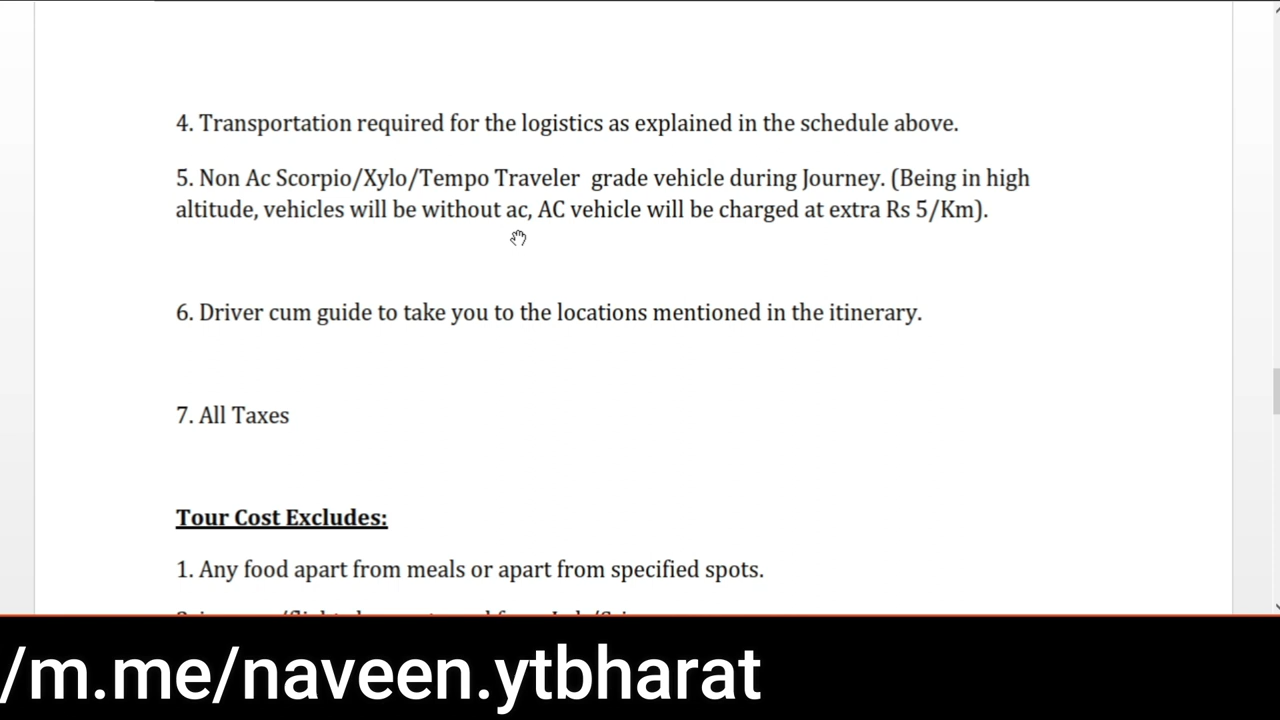 4. Transportation required for the logistics as explained in the schedule above.
5. Non Ac Scorpio/Xylo/Tempo Traveler  grade vehicle during Journey. (Being in high
altitude, vehicles will be without ac, AC vehicle will be charged at extra Rs 5/Km).
6. Driver cum guide to take you to the locations mentioned in the itinerary.
7. All Taxes
Tour Cost Excludes:
1. Any food apart from meals or apart from specified spots.
/m.me/naveen.ytbharat